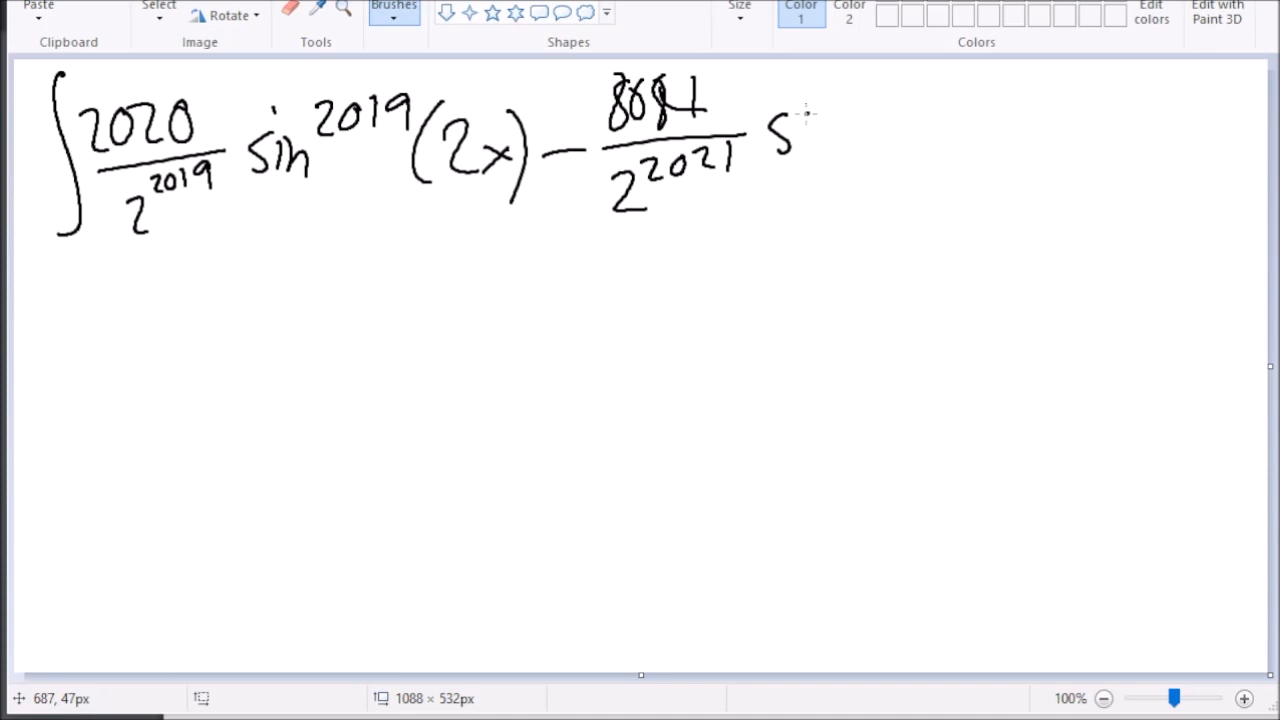 Paste Select Rotate Brushes Size Color 1 Color 2 Edit colors Edit with Paint 3D
Clipboard Image Tools Shapes Colors
∫ 2020/2^2019 sin^2019 (2x) − /2^2021 s
687, 47px 1088 × 532px 100%